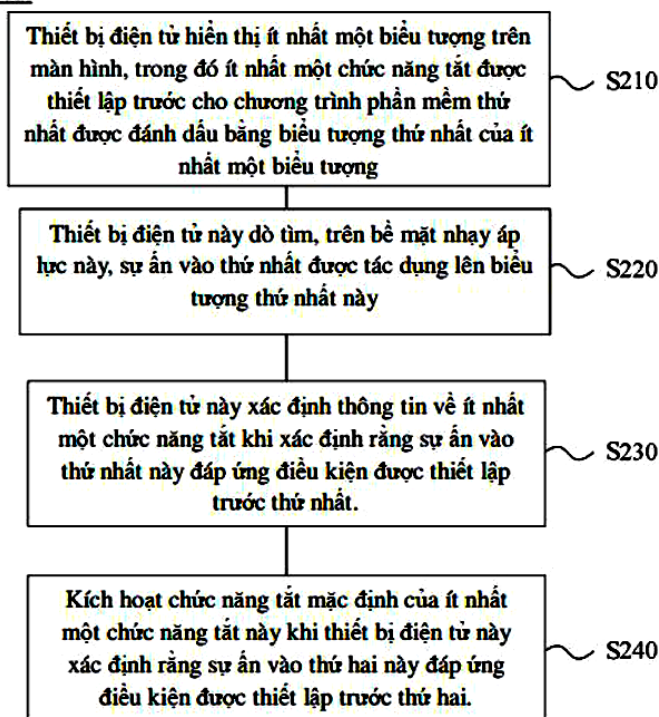 Thiết bị điện tử hiển thị ít nhất một biểu tượng trên
màn hình, trong đó ít nhất một chức năng tắt được
thiết lập trước cho chương trình phần mềm thứ
nhất được đánh dấu bằng biểu tượng thứ nhất của ít
nhất một biểu tượng
S210
Thiết bị điện tử này dò tìm, trên bề mặt nhạy áp
lực này, sự ấn vào thứ nhất được tác dụng lên biểu
tượng thứ nhất này
S220
Thiết bị điện tử này xác định thông tin về ít nhất
một chức năng tắt khi xác định rằng sự ấn vào
thứ nhất này đáp ứng điều kiện được thiết lập
trước thứ nhất.
S230
Kích hoạt chức năng tắt mặc định của ít nhất
một chức năng tắt này khi thiết bị điện tử này
xác định rằng sự ấn vào thứ hai này đáp ứng
điều kiện được thiết lập trước thứ hai.
S240